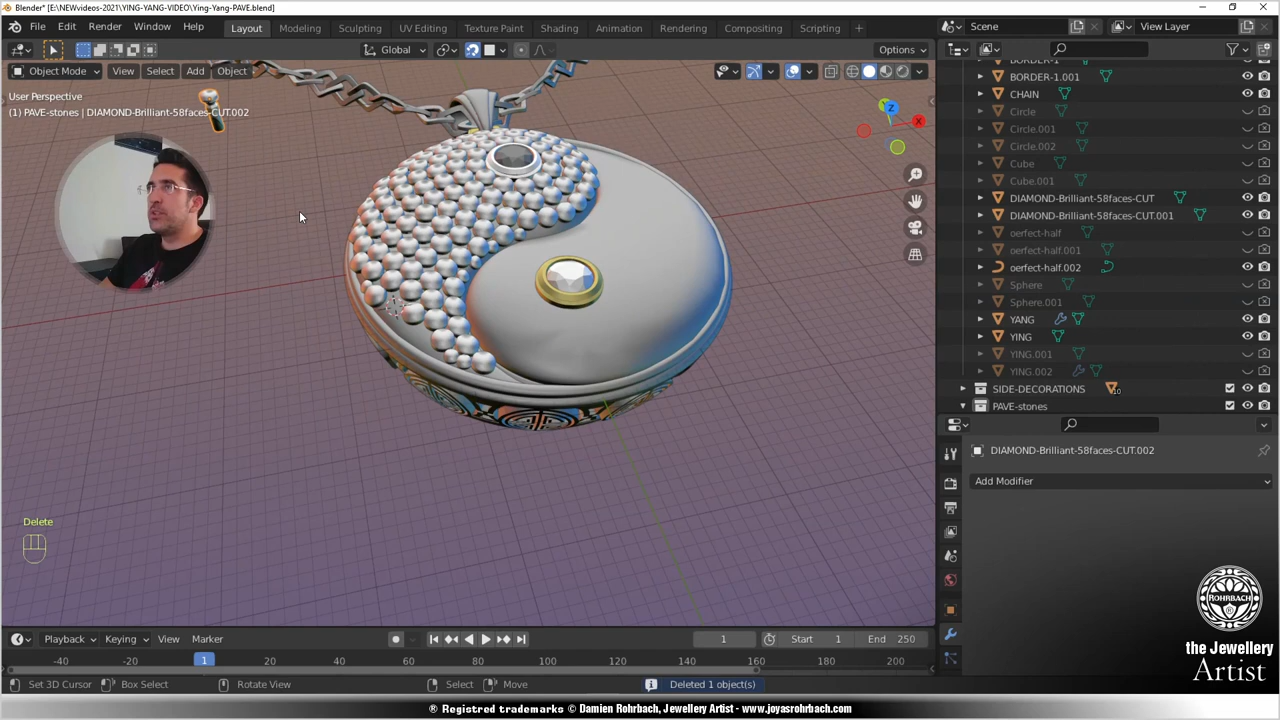 Blender* [E:\NEWvideos-2021\YING-YANG-VIDEO\Ying-Yang-PAVE.blend]
File Edit Render Window Help Layout Modeling Sculpting UV Editing Texture Paint Shading Animation Rendering Compositing Scripting + Scene View Layer
Global Options
Object Mode View Select Add Object
User Perspective
(1) PAVE-stones | DIAMOND-Brilliant-58faces-CUT.002
Z
X
BORDER-1
BORDER-1.001
CHAIN
Circle
Circle.001
Circle.002
Cube
Cube.001
DIAMOND-Brilliant-58faces-CUT
DIAMOND-Brilliant-58faces-CUT.001
oerfect-half
oerfect-half.001
oerfect-half.002
Sphere
Sphere.001
YANG
YING
YING.001
YING.002
SIDE-DECORATIONS 10
PAVE-stones
DIAMOND-Brilliant-58faces-CUT.002
Add Modifier
Delete
ROHRBACH
the Jewellery
Artist
Playback Keying View Marker 1 Start 1 End 250
-40 -20 1 20 40 60 80 100 120 140 160 180 200
Set 3D Cursor Box Select Rotate View Select Move Deleted 1 object(s)
® Registered trademarks © Damien Rohrbach, Jewellery Artist - www.joyasrohrbach.com